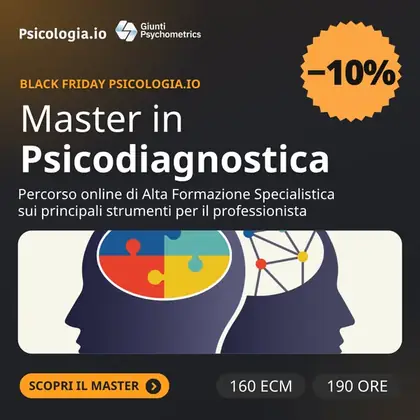 Psicologia.io
Giunti
Psychometrics
−10%
BLACK FRIDAY PSICOLOGIA.IO
Master in
Psicodiagnostica
Percorso online di Alta Formazione Specialistica
sui principali strumenti per il professionista
SCOPRI IL MASTER
160 ECM
190 ORE